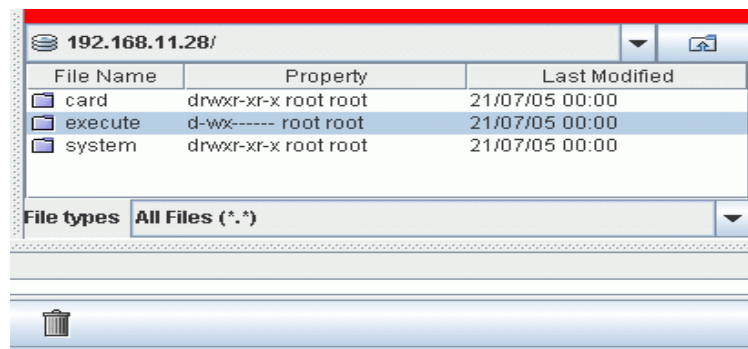 192.168.11.28/
File Name Property Last Modified
card drwxr-xr-x root root 21/07/05 00:00
execute d-wx------ root root 21/07/05 00:00
system drwxr-xr-x root root 21/07/05 00:00
File types All Files (*.*)